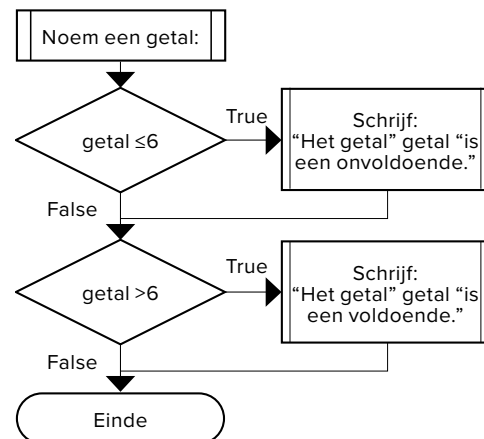 Noem een getal:
getal ≤6
True
Schrijf:
“Het getal” getal “is
een onvoldoende.”
False
getal >6
True
Schrijf:
“Het getal” getal “is
een voldoende.”
False
Einde